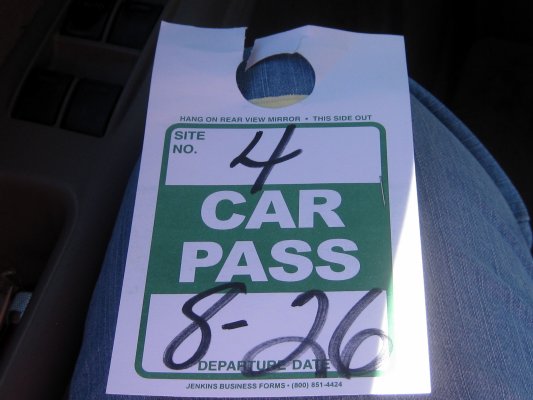 HANG ON REAR VIEW MIRROR • THIS SIDE OUT
SITE
NO. 4
CAR
PASS
8-26
DEPARTURE DATE
JENKINS BUSINESS FORMS • (800) 851-4424